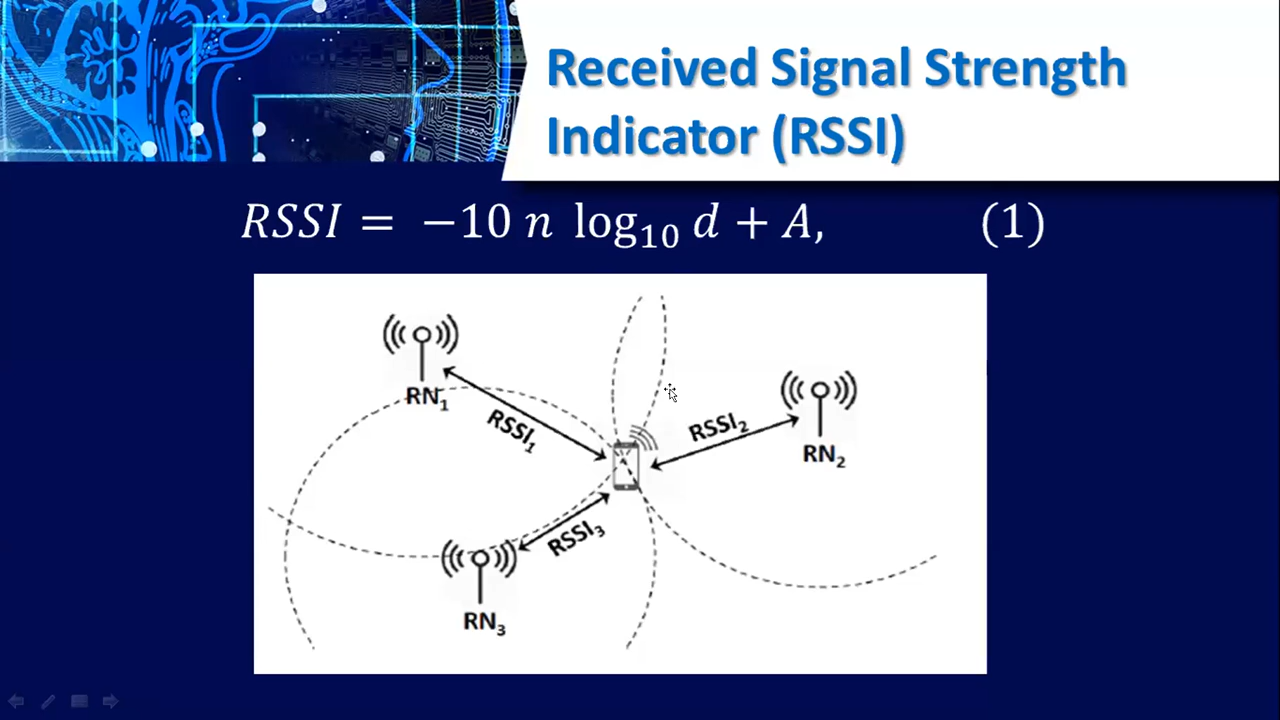 Received Signal Strength
Indicator (RSSI)
RSSI = −10 n log₁₀ d + A, (1)
RN₁
RSSI₁
RSSI₂
RN₂
RSSI₃
RN₃